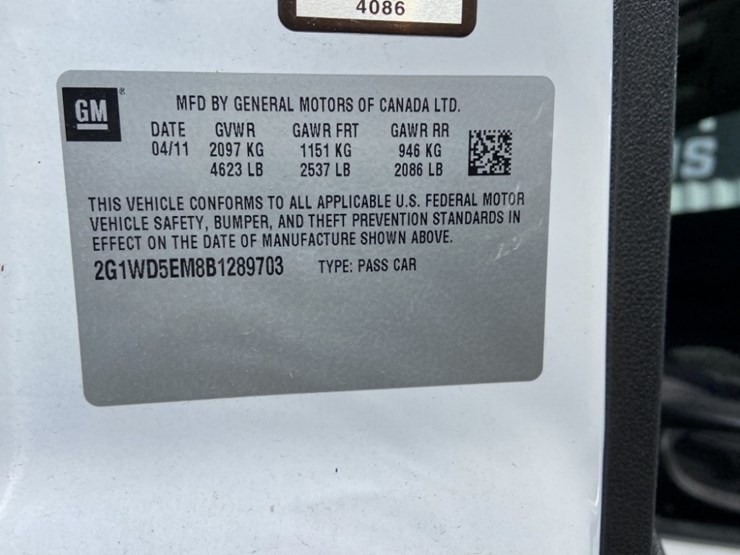 4086
GM ®
MFD BY GENERAL MOTORS OF CANADA LTD.
DATE GVWR GAWR FRT GAWR RR
04/11 2097 KG 1151 KG 946 KG
4623 LB 2537 LB 2086 LB
THIS VEHICLE CONFORMS TO ALL APPLICABLE U.S. FEDERAL MOTOR
VEHICLE SAFETY, BUMPER, AND THEFT PREVENTION STANDARDS IN
EFFECT ON THE DATE OF MANUFACTURE SHOWN ABOVE.
2G1WD5EM8B1289703 TYPE: PASS CAR